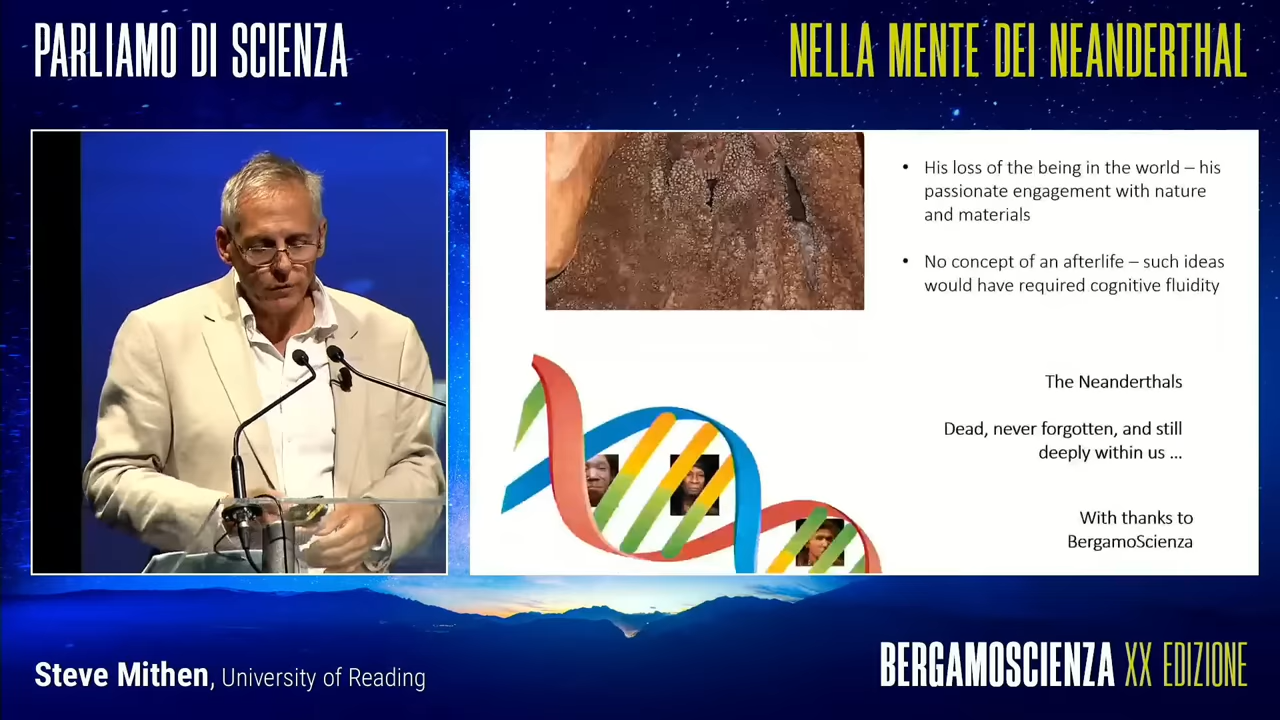 PARLIAMO DI SCIENZA
NELLA MENTE DEI NEANDERTHAL
• His loss of the being in the world – his
passionate engagement with nature
and materials
• No concept of an afterlife – such ideas
would have required cognitive fluidity
The Neanderthals
Dead, never forgotten, and still
deeply within us ...
With thanks to
BergamoScienza
Steve Mithen, University of Reading
BERGAMOSCIENZA XX EDIZIONE